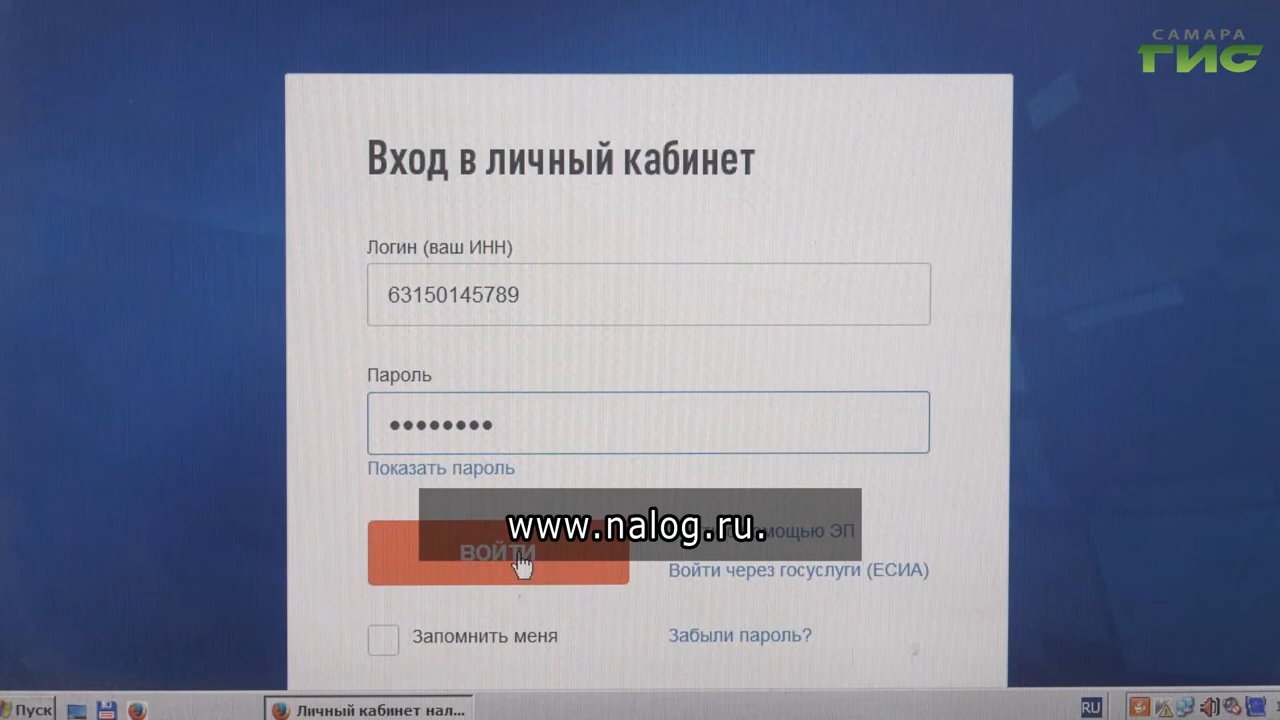 САМАРА
ГИС
Вход в личный кабинет
Логин (ваш ИНН)
63150145789
Пароль
••••••••
Показать пароль
www.nalog.ru.
ВОЙТИ
помощью ЭП
Войти через госуслуги (ЕСИА)
Запомнить меня
Забыли пароль?
Пуск
Личный кабинет нал...
RU